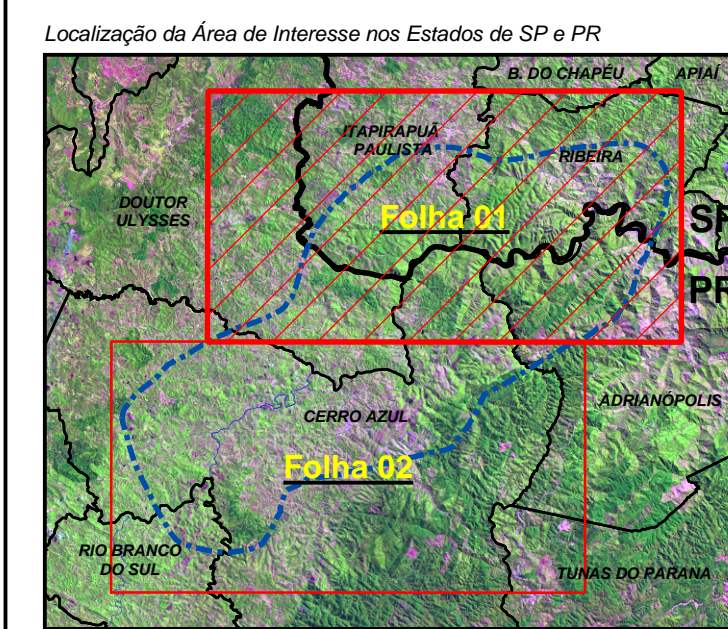 Localização da Área de Interesse nos Estados de SP e PR
B. DO CHAPÉU
APIAÍ
ITAPIRAPUÃ
PAULISTA
RIBEIRA
DOUTOR
ULYSSES
Folha 01
SP
PR
ADRIANÓPOLIS
CERRO AZUL
Folha 02
RIO BRANCO
DO SUL
TUNAS DO PARANA